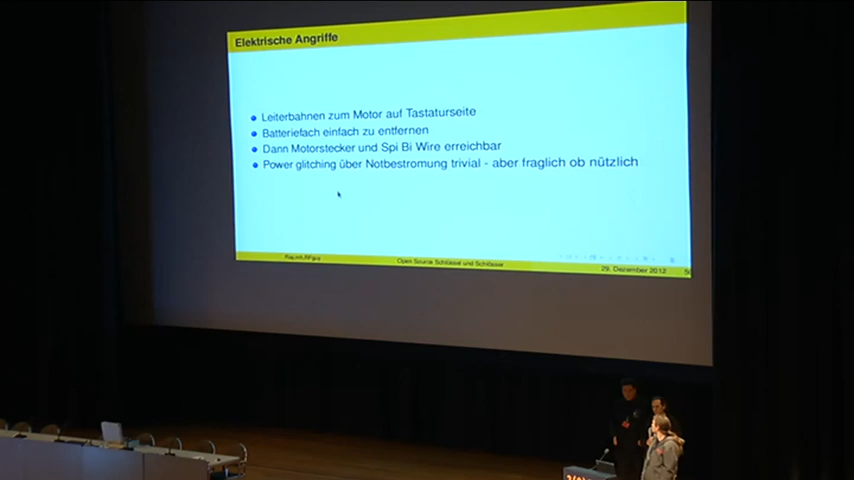 Elektrische Angriffe
Leiterbahnen zum Motor auf Tastaturseite
Batteriefach einfach zu entfernen
Dann Motorstecker und Spi Bi Wire erreichbar
Power glitching über Notbestromung trivial - aber fraglich ob nützlich
Open Source Schlüssel und Schlösser
29. Dezember 2012